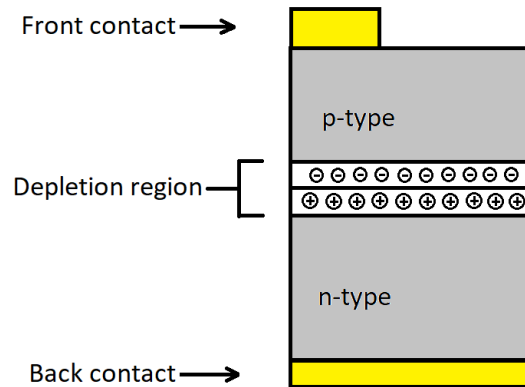 Front contact
p-type
Depletion region
n-type
Back contact